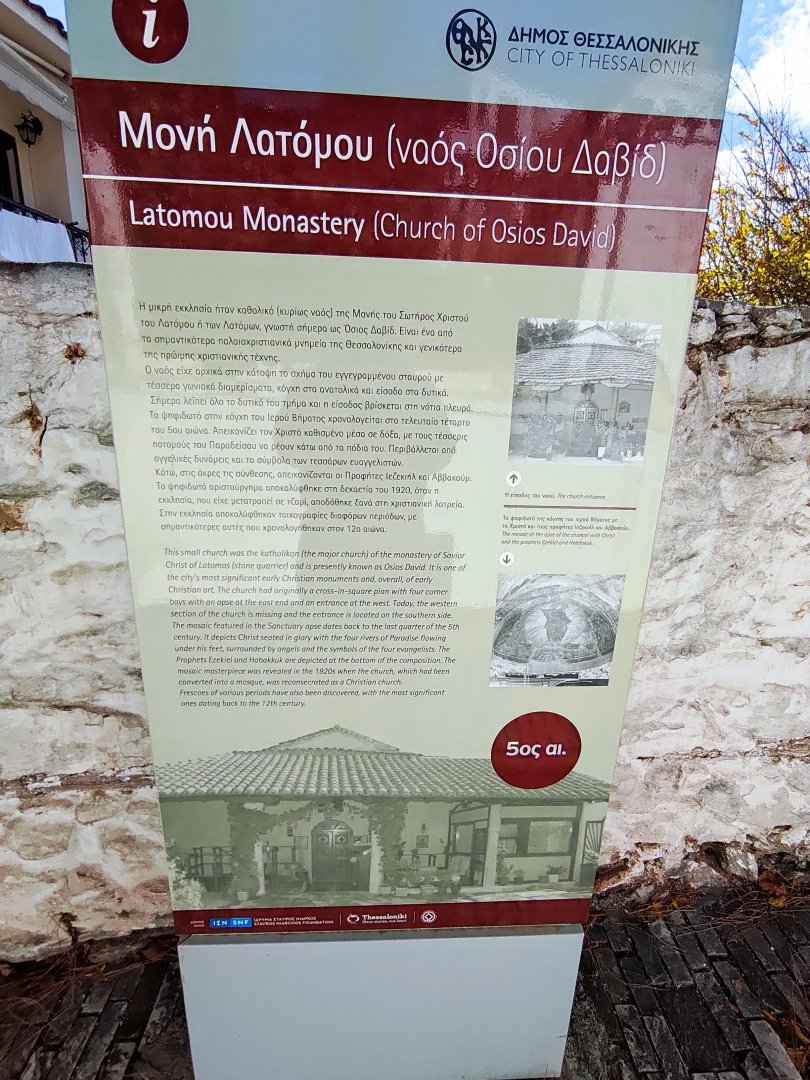 i
ΔΗΜΟΣ ΘΕΣΣΑΛΟΝΙΚΗΣ
CITY OF THESSALONIKI
Μονή Λατόμου (ναός Οσίου Δαβίδ)
Latomou Monastery (Church of Osios David)
Η μικρή εκκλησία ήταν καθολικό (κυρίως ναός) της Μονής του Σωτήρος Χριστού
του Λατόμου ή των Λατόμων, γνωστή σήμερα ως Όσιος Δαβίδ. Είναι ένα από
τα σημαντικότερα παλαιοχριστιανικά μνημεία της Θεσσαλονίκης και γενικότερα
της πρώιμης χριστιανικής τέχνης.
Ο ναός είχε αρχικά στην κάτοψη το σχήμα του εγγεγραμμένου σταυρού με
τέσσερα γωνιακά διαμερίσματα, κόγχη στα ανατολικά και είσοδο στα δυτικά.
Σήμερα λείπει όλο το δυτικό του τμήμα και η είσοδος βρίσκεται στη νότια πλευρά.
Το ψηφιδωτό στην κόγχη του Ιερού Βήματος χρονολογείται στο τελευταίο τέταρτο
του 5ου αιώνα. Απεικονίζει τον Χριστό καθισμένο μέσα σε δόξα, με τους τέσσερις
ποταμούς του Παραδείσου να ρέουν κάτω από τα πόδια του. Περιβάλλεται από
αγγελικές δυνάμεις και τα σύμβολα των τεσσάρων ευαγγελιστών.
Κάτω, στις άκρες τις σύνθεσης, απεικονίζονται οι Προφήτες Ιεζεκιήλ και Αββακούμ.
Το ψηφιδωτό αριστούργημα αποκαλύφθηκε στη δεκαετία του 1920, όταν η
εκκλησία, που είχε μετατραπεί σε τζαμί, αποδόθηκε ξανά στη χριστιανική λατρεία.
Στην εκκλησία αποκαλύφθηκαν τοιχογραφίες διαφόρων περιόδων, με
σημαντικότερες αυτές που χρονολογήθηκαν στον 12ο αιώνα.
This small church was the katholikon (the major church) of the monastery of Savior
Christ of Latomos (stone quarrier) and is presently known as Osios David. It is one of
the city's most significant early Christian monuments and, overall, of early
Christian art. The church had originally a cross-in-square plan with four corner
bays with an apse at the east end and an entrance at the west. Today, the western
section of the church is missing and the entrance is located on the southern side.
The mosaic featured in the Sanctuary apse dates back to the last quarter of the 5th
century. It depicts Christ seated in glory with the four rivers of Paradise flowing
under his feet, surrounded by angels and the symbols of the four evangelists. The
Prophets Ezekiel and Habakkuk are depicted at the bottom of the composition. The
mosaic masterpiece was revealed in the 1920s when the church, which had been
converted into a mosque, was reconsecrated as a Christian church.
Frescoes of various periods have also been discovered, with the most significant
ones dating back to the 12th century.
Η είσοδος του ναού. The church entrance.
Το ψηφιδωτό της κόγχης του Ιερού Βήματος με
το Χριστό και τους προφήτες Ιεζεκιήλ και Αββακούμ.
The mosaic at the apse of the chancel with Christ
and the prophets Ezekiel and Habbakuk.
5ος αι.
ΙΣΝ SNF
ΙΔΡΥΜΑ ΣΤΑΥΡΟΣ ΝΙΑΡΧΟΣ
STAVROS NIARCHOS FOUNDATION
Thessaloniki
Many stories, one heart